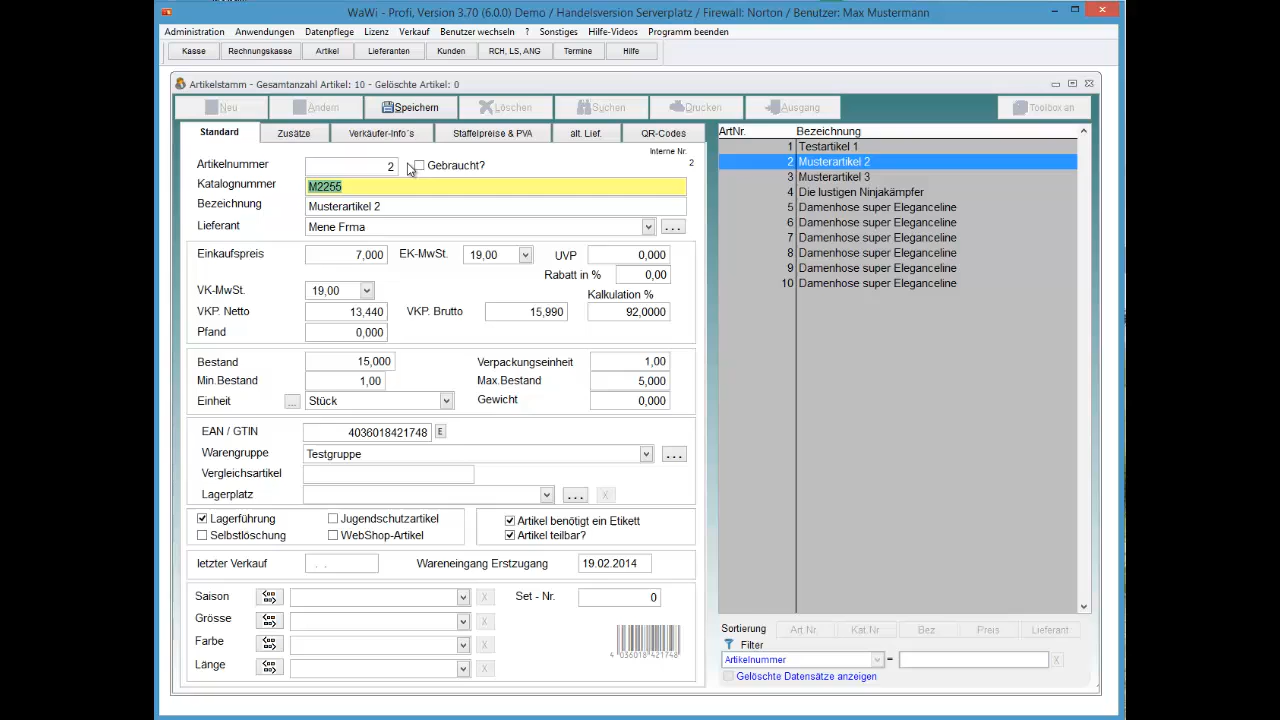 WaWi - Profi, Version 3.70 (6.0.0) Demo / Handelsversion Serverplatz / Firewall: Norton / Benutzer: Max Mustermann
Administration Anwendungen Datenpflege Lizenz Verkauf Benutzer wechseln ? Sonstiges Hilfe-Videos Programm beenden
Kasse Rechnungskasse Artikel Lieferanten Kunden RCH, LS, ANG Termine Hilfe
Artikelstamm - Gesamtanzahl Artikel: 10 - Gelöschte Artikel: 0
Neu Ändern Speichern Löschen Suchen Drucken Ausgang Toolbox an
Standard Zusätze Verkäufer-Info´s Staffelpreise & PVA alt. Lief. QR-Codes
Interne Nr.
2
Artikelnummer 2 Gebraucht?
Katalognummer M2255
Bezeichnung Musterartikel 2
Lieferant Mene Frma ...
Einkaufspreis 7,000 EK-MwSt. 19,00 UVP 0,000
Rabatt in % 0,00
VK-MwSt. 19,00 Kalkulation %
VKP. Netto 13,440 VKP. Brutto 15,990 92,0000
Pfand 0,000
Bestand 15,000 Verpackungseinheit 1,00
Min.Bestand 1,00 Max.Bestand 5,000
Einheit ... Stück Gewicht 0,000
EAN / GTIN 4036018421748 E
Warengruppe Testgruppe ...
Vergleichsartikel
Lagerplatz ... X
Lagerführung Jugendschutzartikel Artikel benötigt ein Etikett
Selbstlöschung WebShop-Artikel Artikel teilbar?
letzter Verkauf . . Wareneingang Erstzugang 19.02.2014
Saison X Set - Nr. 0
Grösse X
Farbe X
Länge X
4 036018 421748
ArtNr. Bezeichnung
1 Testartikel 1
2 Musterartikel 2
3 Musterartikel 3
4 Die lustigen Ninjakämpfer
5 Damenhose super Eleganceline
6 Damenhose super Eleganceline
7 Damenhose super Eleganceline
8 Damenhose super Eleganceline
9 Damenhose super Eleganceline
10 Damenhose super Eleganceline
Sortierung Art.Nr. Kat.Nr Bez. Preis Lieferant
Filter
Artikelnummer = X
Gelöschte Datensätze anzeigen